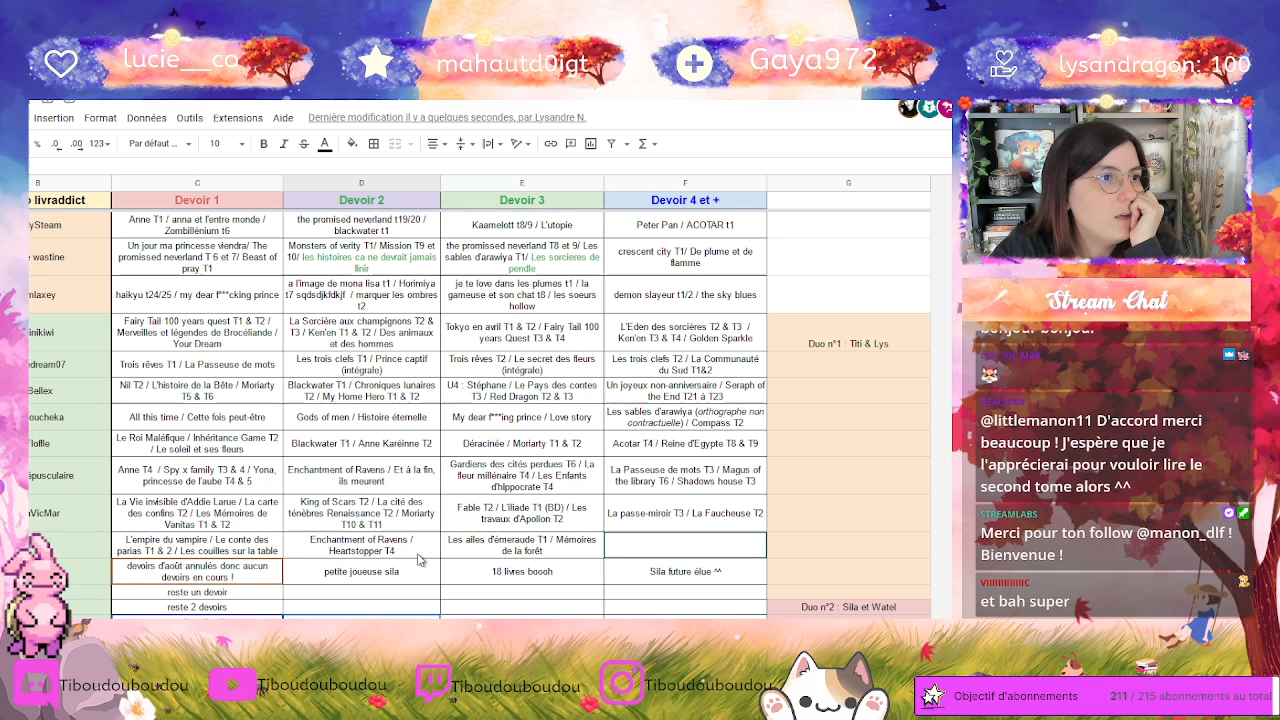 lucie__co
mahautd0igt
Gaya972
lysandragon: 100
Insertion Format Données Outils Extensions Aide Dernière modification il y a quelques secondes, par Lysandre N.
% .0 .00 123 Par défaut ... 10 B I S A
B C D E F G
livraddict Devoir 1 Devoir 2 Devoir 3 Devoir 4 et +
ySteam
Anne T1 / anna et l'entre monde /
Zombillénium t6
the promised neverland t19/20 /
blackwater t1
Kaamelott t8/9 / L'utopie
Peter Pan / ACOTAR t1
e wastine
Un jour ma princesse viendra/ The
promised neverland T 6 et 7/ Beast of
pray T1
Monsters of verity T1/ Mission T9 et
10/ les histoires ca ne devrait jamais
finir
the promised neverland T8 et 9/ Les
sables d'arawiya T1/ Les sorcieres de
pendle
crescent city T1/ De plume et de
flamme
mlaxey
haikyu t24/25 / my dear f***cking prince
a l'image de mona lisa t1 / Horimiya
t7 sqdsdjkfdkjf / marquer les ombres
t2
je te love dans les plumes t1 / la
gameuse et son chat t8 / les soeurs
hollow
demon slayeur t1/2 / the sky blues
inikiwi
Fairy Tail 100 years quest T1 & T2 /
Merveilles et légendes de Brocéliande /
Your Dream
La Sorcière aux champignons T2 &
T3 / Ken'en T1 & T2 / Des animaux
et des hommes
Tokyo en avril T1 & T2 / Fairy Tail 100
years Quest T3 & T4
L'Eden des sorcières T2 & T3 /
Ken'en T3 & T4 / Golden Sparkle
Duo n°1 : Titi & Lys
edream07
Trois rêves T1 / La Passeuse de mots
Les trois clefs T1 / Prince captif
(intégrale)
Trois rêves T2 / Le secret des fleurs
(intégrale)
Les trois clefs T2 / La Communauté
du Sud T1&2
Bellex
Nil T2 / L'histoire de la Bête / Moriarty
T5 & T6
Blackwater T1 / Chroniques lunaires
T2 / My Home Hero T1 & T2
U4 : Stéphane / Le Pays des contes
T3 / Red Dragon T2 & T3
Un joyeux non-anniversaire / Seraph of
the End T21 à T23
oucheka
All this time / Cette fois peut-être
Gods of men / Histoire éternelle
My dear f***ing prince / Love story
Les sables d'arawiya (orthographe non
contractuelle) / Compass T2
Floffle
Le Roi Maléfique / Inhéritance Game T2
/ Le soleil et ses fleurs
Blackwater T1 / Anne Karéinne T2
Déracinée / Moriarty T1 & T2
Acotar T4 / Reine d'Egypte T8 & T9
épusculaire
Anne T4 / Spy x family T3 & 4 / Yona,
princesse de l'aube T4 & 5
Enchantment of Ravens / Et à la fin,
ils meurent
Gardiens des cités perdues T6 / La
fleur millénaire T4 / Les Enfants
d'hIppocrate T4
La Passeuse de mots T3 / Magus of
the library T6 / Shadows house T3
VicMar
La Vie invisible d'Addie Larue / La carte
des confins T2 / Les Mémoires de
Vanitas T1 & T2
King of Scars T2 / La cité des
ténèbres Renaissance T2 / Moriarty
T10 & T11
Fable T2 / L'iliade T1 (BD) / Les
travaux d'Apollon T2
La passe-miroir T3 / La Faucheuse T2
L'empire du vampire / Le conte des
parias T1 & 2 / Les couilles sur la table
Enchantment of Ravens /
Heartstopper T4
Les ailes d'émeraude T1 / Mémoires
de la forêt
devoirs d'août annulés donc aucun
devoirs en cours !
petite joueuse sila
18 livres boooh
Sila future élue ^^
reste un devoir
reste 2 devoirs
Duo n°2 : Sila et Watel
Stream Chat
bonjour bonjour
@littlemanon11 D'accord merci
beaucoup ! J'espère que je
l'apprécierai pour vouloir lire le
second tome alors ^^
STREAMLABS
Merci pour ton follow @manon_dlf !
Bienvenue !
et bah super
Tiboudouboudou
Tiboudouboudou
Tiboudouboudou
Tiboudouboudou
Objectif d'abonnements 211 / 215 abonnements au total